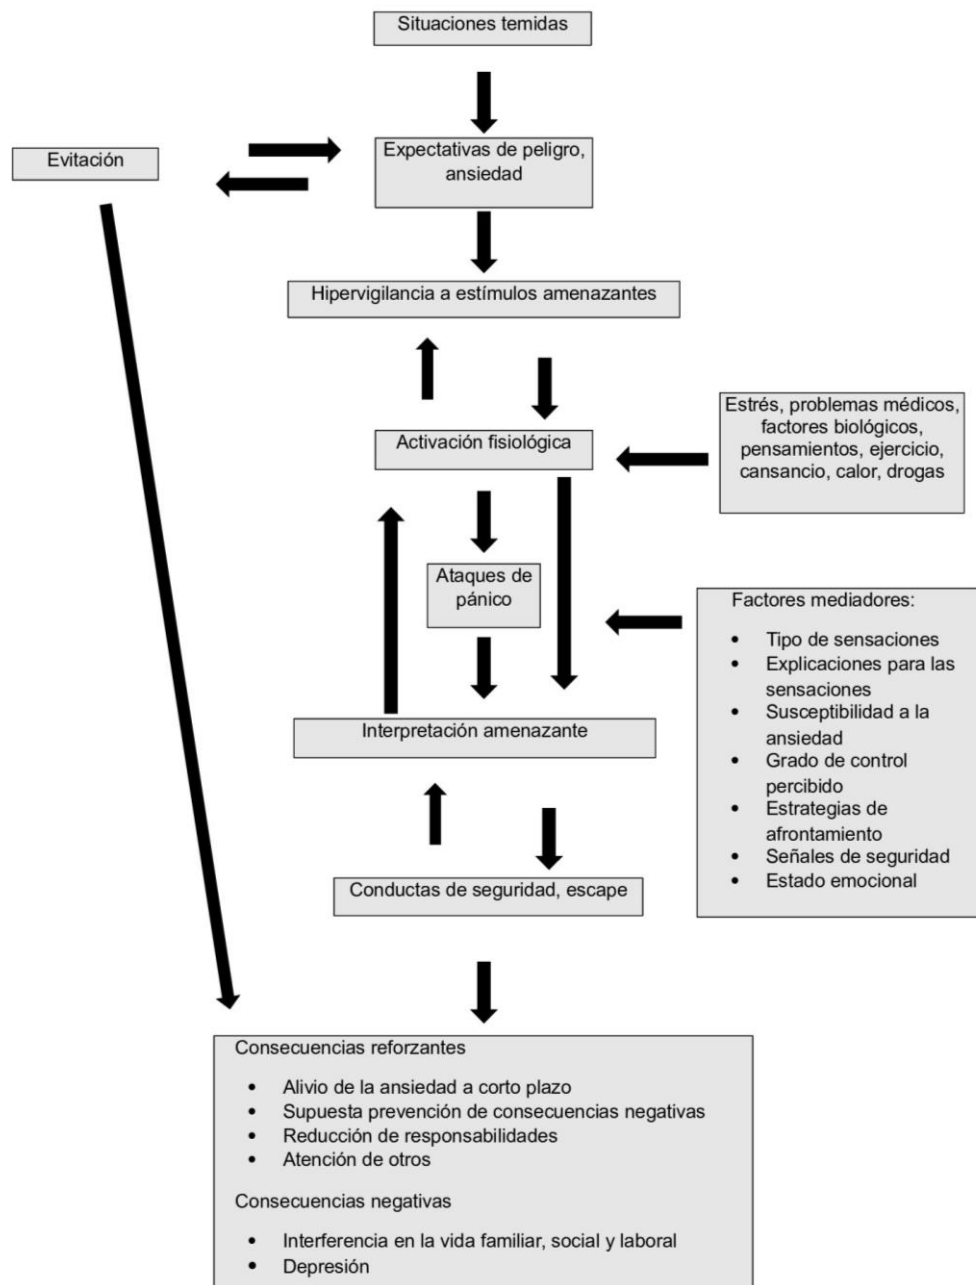 Situaciones temidas
Evitación
Expectativas de peligro,
ansiedad
Hipervigilancia a estímulos amenazantes
Estrés, problemas médicos,
factores biológicos,
pensamientos, ejercicio,
cansancio, calor, drogas
Activación fisiológica
Ataques de
pánico
Factores mediadores:
• Tipo de sensaciones
• Explicaciones para las
sensaciones
• Susceptibilidad a la
ansiedad
• Grado de control
percibido
• Estrategias de
afrontamiento
• Señales de seguridad
• Estado emocional
Interpretación amenazante
Conductas de seguridad, escape
Consecuencias reforzantes
• Alivio de la ansiedad a corto plazo
• Supuesta prevención de consecuencias negativas
• Reducción de responsabilidades
• Atención de otros
Consecuencias negativas
• Interferencia en la vida familiar, social y laboral
• Depresión